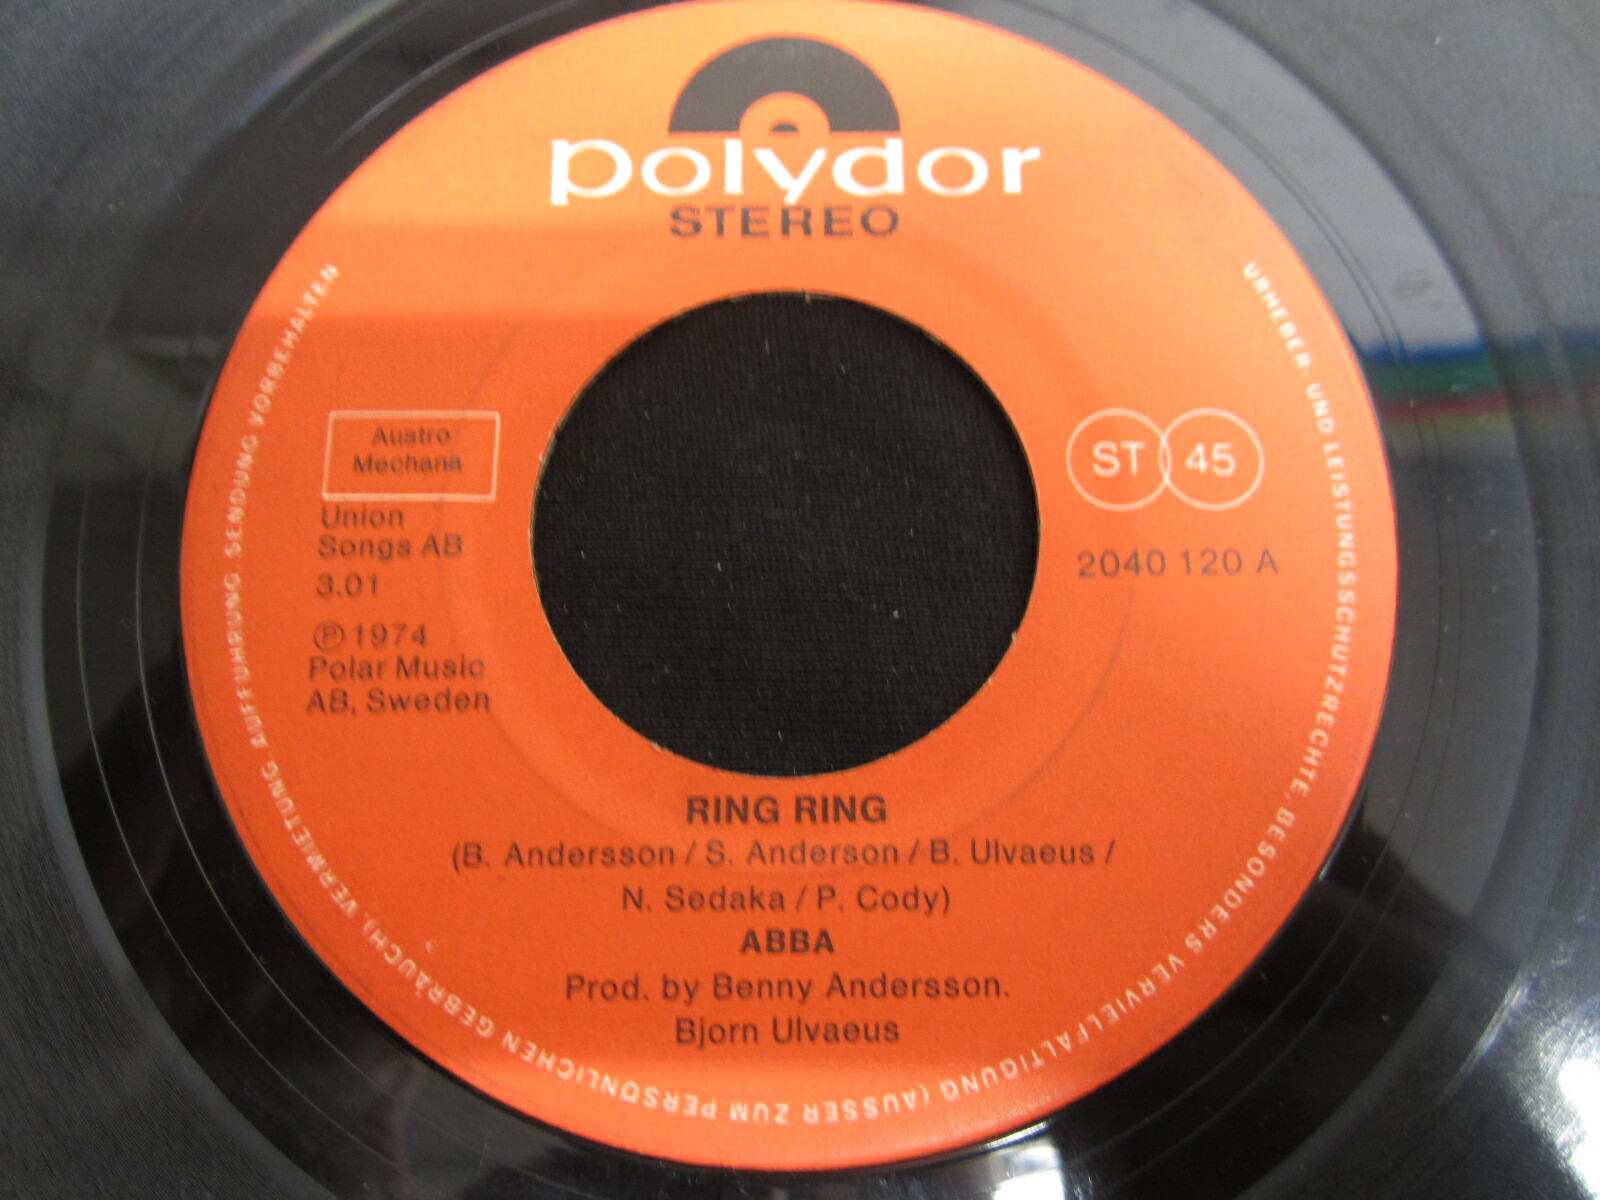 polydor
STEREO
Austro
Mechana
Union
Songs AB
3.01
℗ 1974
Polar Music
AB, Sweden
ST 45
2040 120 A
RING RING
(B. Andersson / S. Anderson / B. Ulvaeus /
N. Sedaka / P. Cody)
ABBA
Prod. by Benny Andersson.
Bjorn Ulvaeus
URHEBER- UND LEISTUNGSSCHUTZRECHTE, BESONDERS VERVIELFÄLTIGUNG (AUSSER ZUM PERSÖNLICHEN GEBRAUCH), VERMIETUNG, AUFFÜHRUNG, SENDUNG VORBEHALTEN